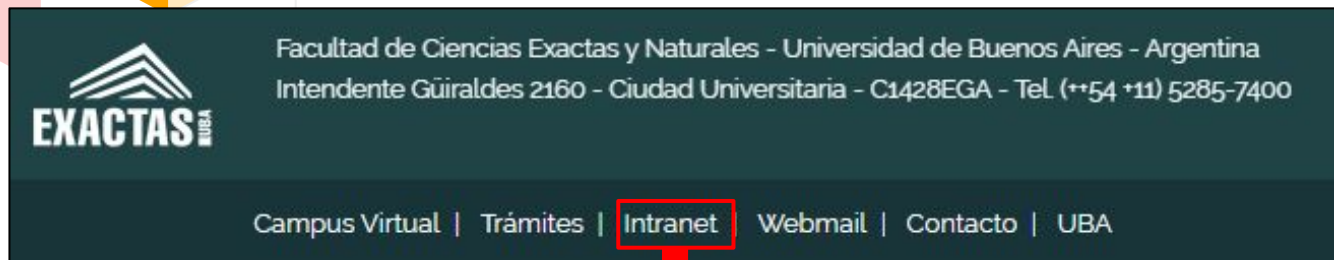 Facultad de Ciencias Exactas y Naturales - Universidad de Buenos Aires - Argentina
Intendente Güiraldes 2160 - Ciudad Universitaria - C1428EGA - Tel. (++54 +11) 5285-7400
EXACTAS UBA
Campus Virtual | Trámites | Intranet | Webmail | Contacto | UBA